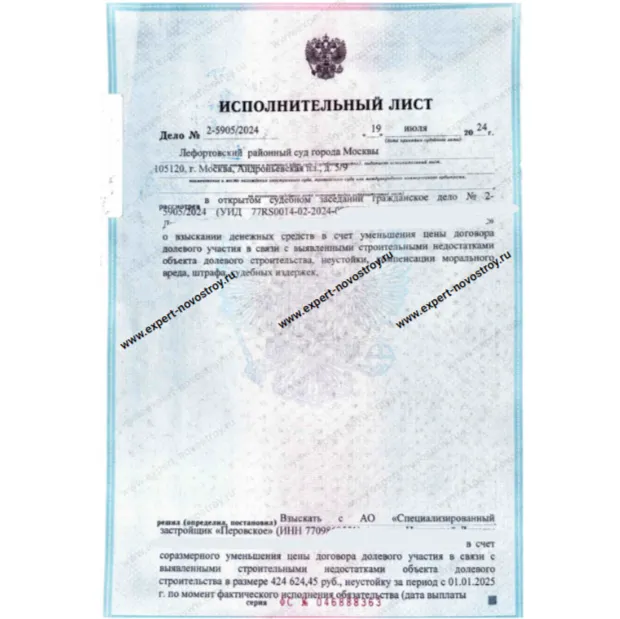 ИСПОЛНИТЕЛЬНЫЙ ЛИСТ
Дело № 2-5905/2024 "19 июля 2024 г.
Лефортовский районный суд города Москвы
105120, г. Москва, Андроньевская пл., д. 5/9
рассмотрев в открытом судебном заседании гражданское дело № 2-
5905/2024 (УИД 77RS0014-02-2024-
о взыскании денежных средств в счет уменьшения цены договора
долевого участия в связи с выявленными строительными недостатками
объекта долевого строительства, неустойки, компенсации морального
вреда, штрафа, судебных издержек,
www.expert-novostroy.ru
www.expert-novostroy.ru
www.expert-novostroy.ru
решил (определил, постановил) Взыскать с АО «Специализированный
застройщик «Перовское» (ИНН 7709
в счет
соразмерного уменьшения цены договора долевого участия в связи с
выявленными строительными недостатками объекта долевого
строительства в размере 424 624,45 руб., неустойку за период с 01.01.2025
г. по момент фактического исполнения обязательства (дата выплаты
серия ФС № 046888363